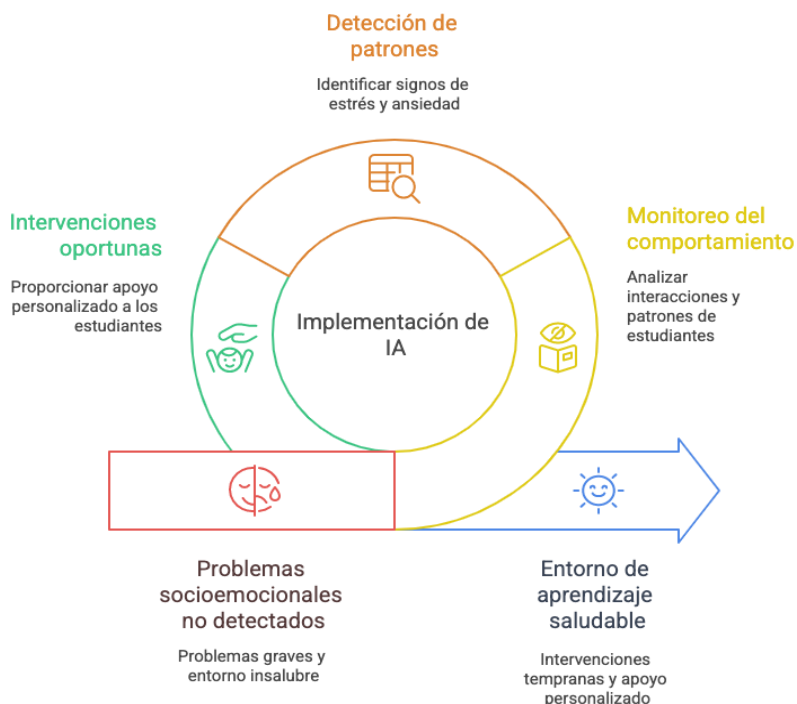 Detección de
patrones
Identificar signos de
estrés y ansiedad
Intervenciones
oportunas
Proporcionar apoyo
personalizado a los
estudiantes
Monitoreo del
comportamiento
Analizar
interacciones y
patrones de
estudiantes
Implementación de
IA
Problemas
socioemocionales
no detectados
Problemas graves y
entorno insalubre
Entorno de
aprendizaje
saludable
Intervenciones
tempranas y apoyo
personalizado